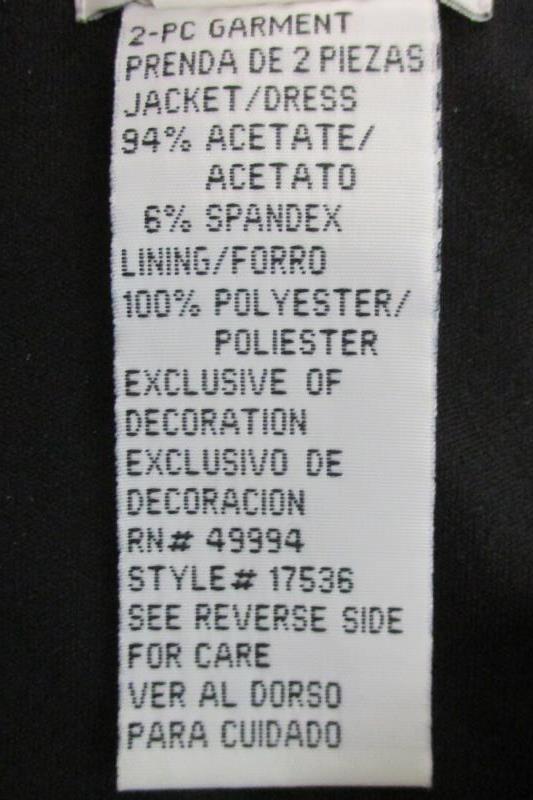 2-PC GARMENT
PRENDA DE 2 PIEZAS
JACKET/DRESS
94% ACETATE/
ACETATO
6% SPANDEX
LINING/FORRO
100% POLYESTER/
POLIESTER
EXCLUSIVE OF
DECORATION
EXCLUSIVO DE
DECORACION
RN# 49994
STYLE# 17536
SEE REVERSE SIDE
FOR CARE
VER AL DORSO
PARA CUIDADO